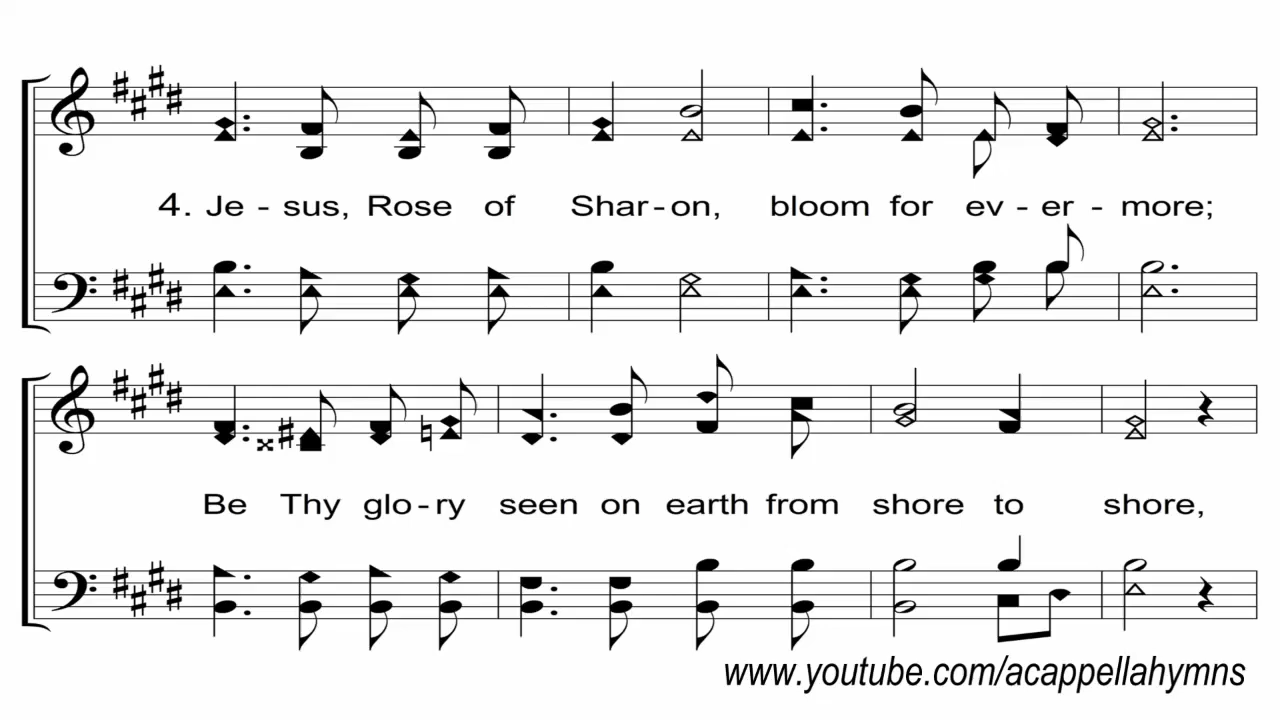 4. Je - sus, Rose of Shar - on, bloom for ev - er - more;
Be Thy glo - ry seen on earth from shore to shore,
www.youtube.com/acappellahymns